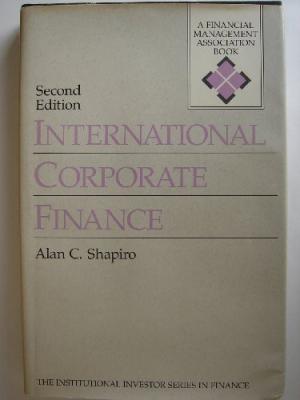 A FINANCIAL
MANAGEMENT
ASSOCIATION
BOOK
Second
Edition
INTERNATIONAL
CORPORATE
FINANCE
Alan C. Shapiro
THE INSTITUTIONAL INVESTOR SERIES IN FINANCE